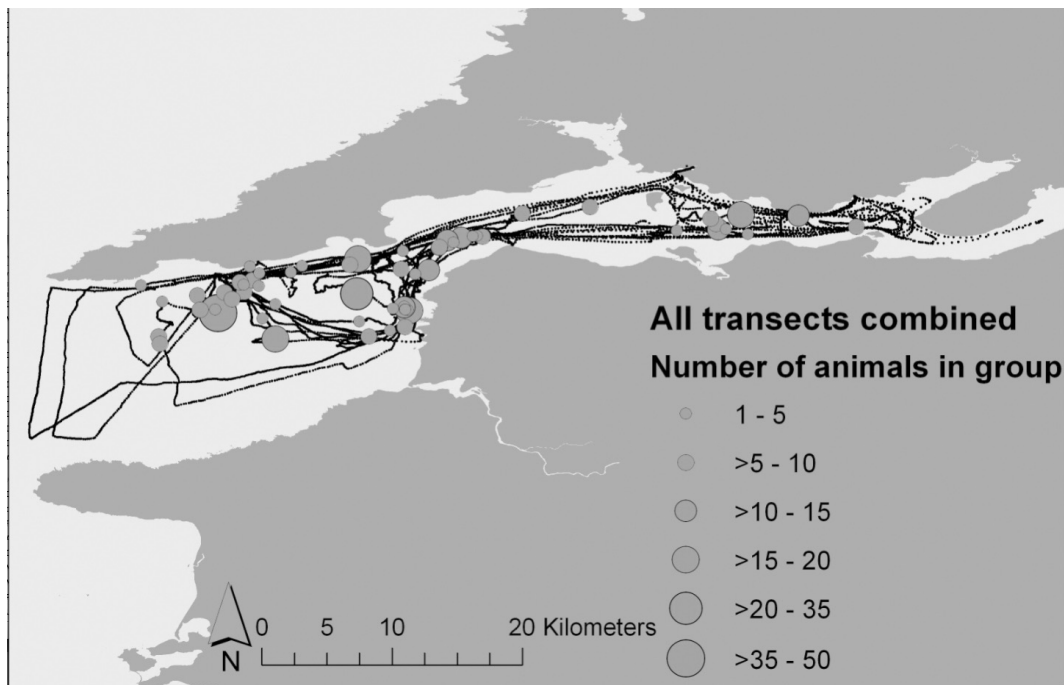 All transects combined
Number of animals in group
1 - 5
>5 - 10
>10 - 15
>15 - 20
>20 - 35
>35 - 50
0 5 10 20 Kilometers
N